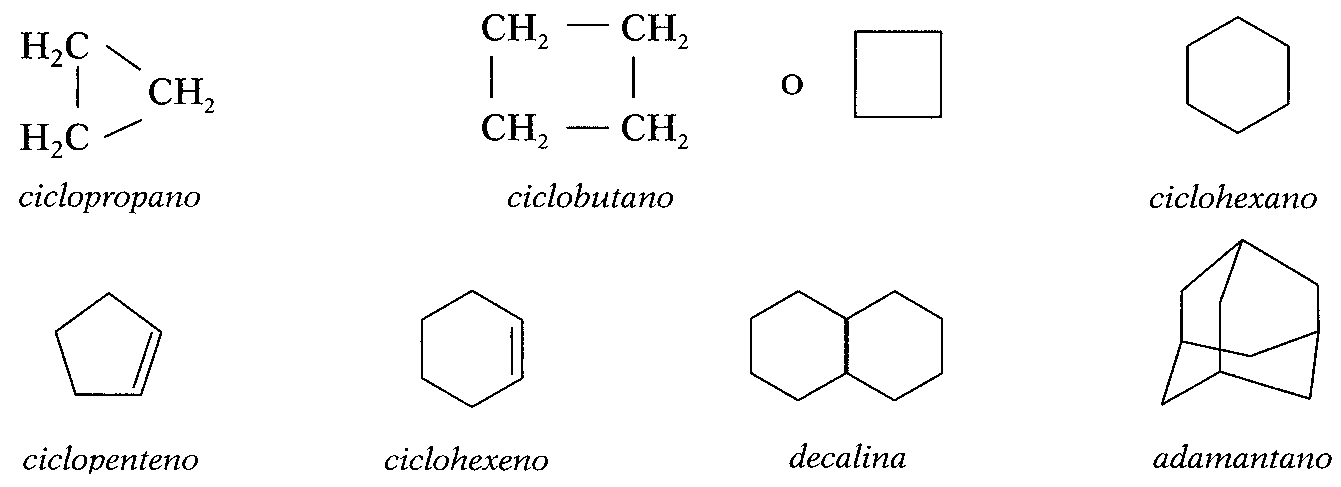 H₂C CH₂ — CH₂
CH₂ o
H₂C CH₂ — CH₂
ciclopropano ciclobutano ciclohexano
ciclopenteno ciclohexeno decalina adamantano